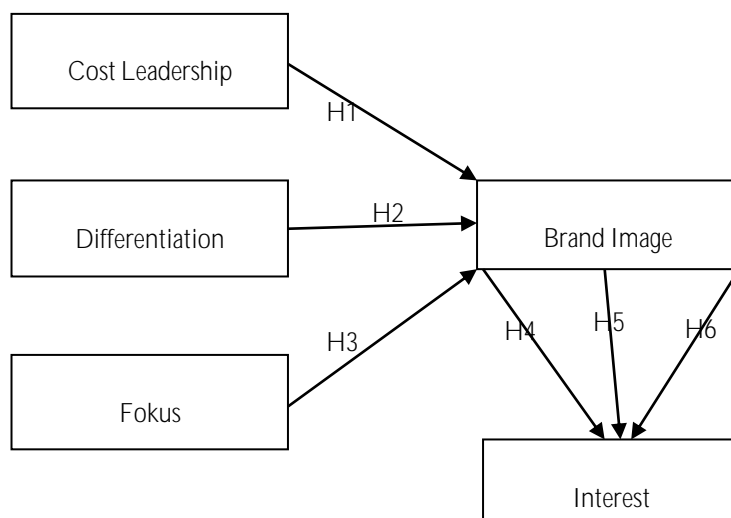 Cost Leadership
H1
Differentiation
H2
Brand Image
H3
Fokus
H4
H5
H6
Interest